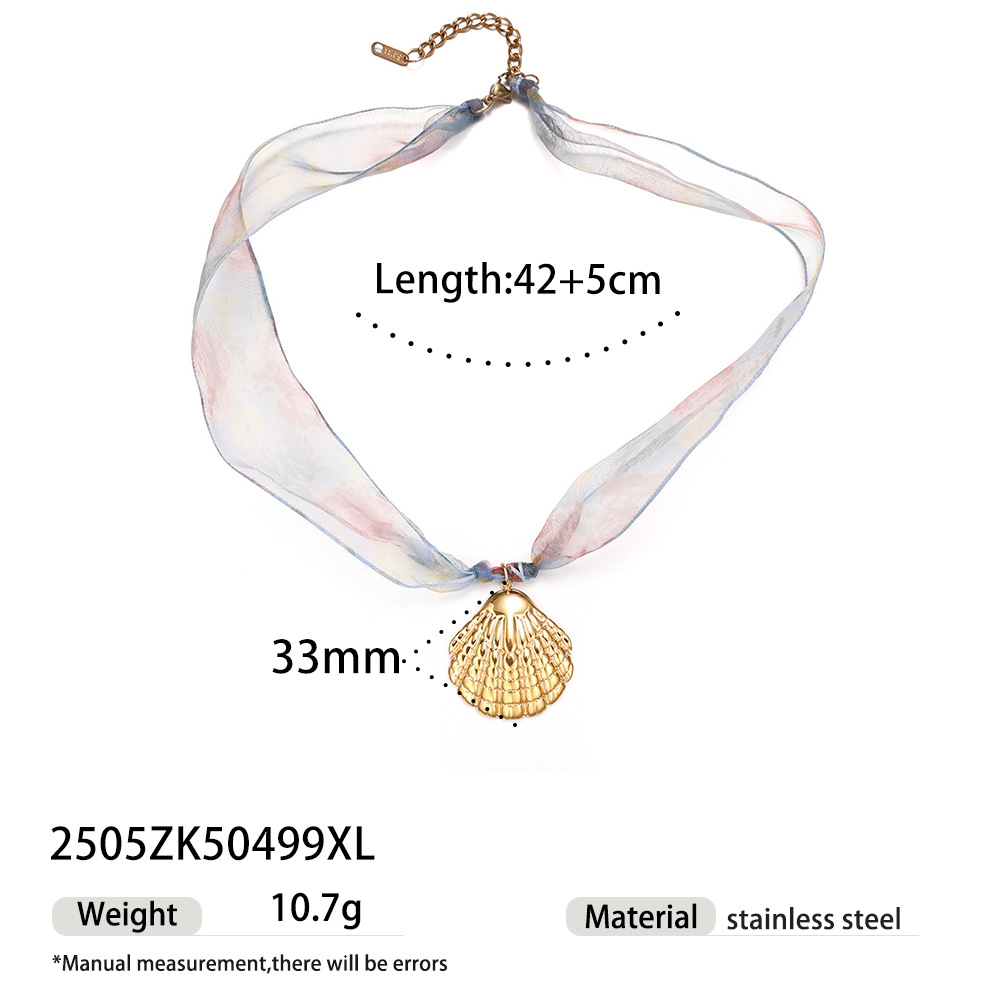 Length:42+5cm
33mm
2505ZK50499XL
Weight 10.7g
Material stainless steel
*Manual measurement,there will be errors